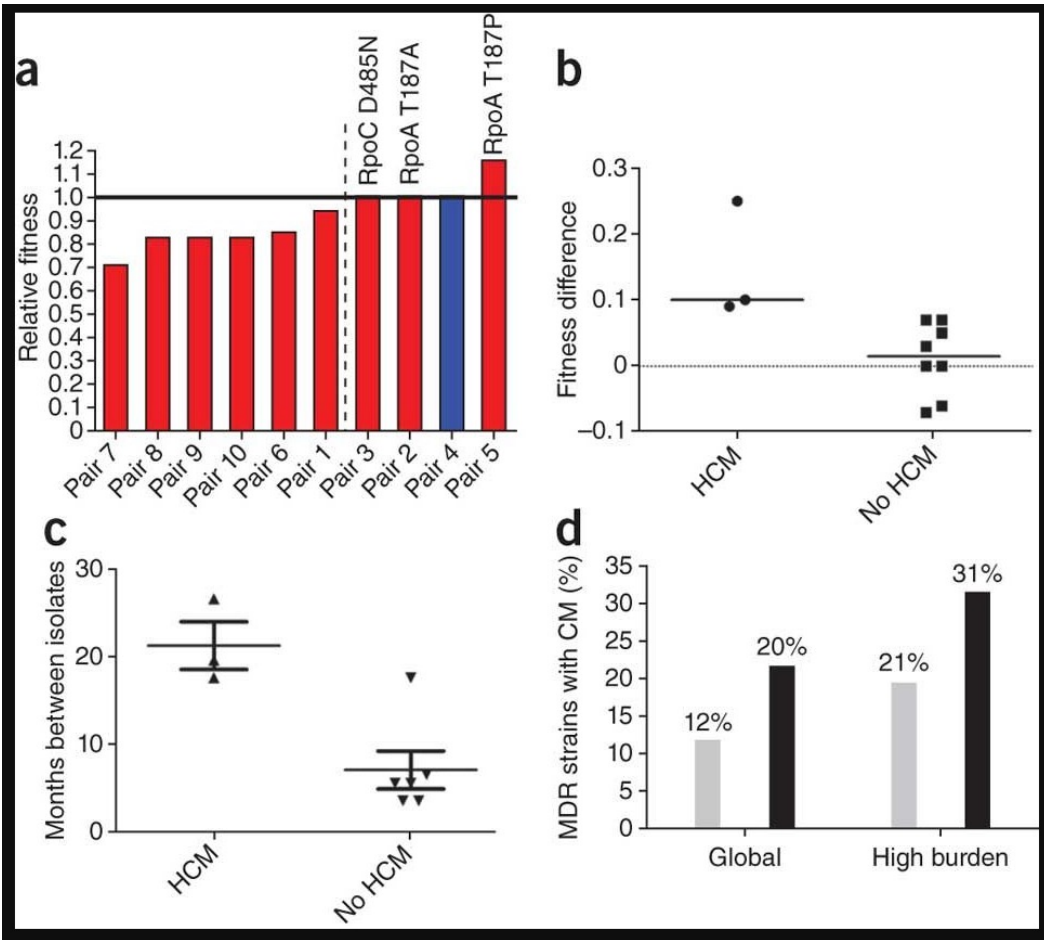 a
Relative fitness
1.2
1.1
1.0
0.9
0.8
0.7
0.6
0.5
0.4
0.3
0.2
0.1
0
RpoC D485N
RpoA T187A
RpoA T187P
Pair 7
Pair 8
Pair 9
Pair 10
Pair 6
Pair 1
Pair 3
Pair 2
Pair 4
Pair 5
b
Fitness difference
0.3
0.2
0.1
0
–0.1
HCM
No HCM
c
Months between isolates
30
20
10
0
HCM
No HCM
d
MDR strains with CM (%)
35
30
25
20
15
10
5
0
12%
20%
21%
31%
Global
High burden